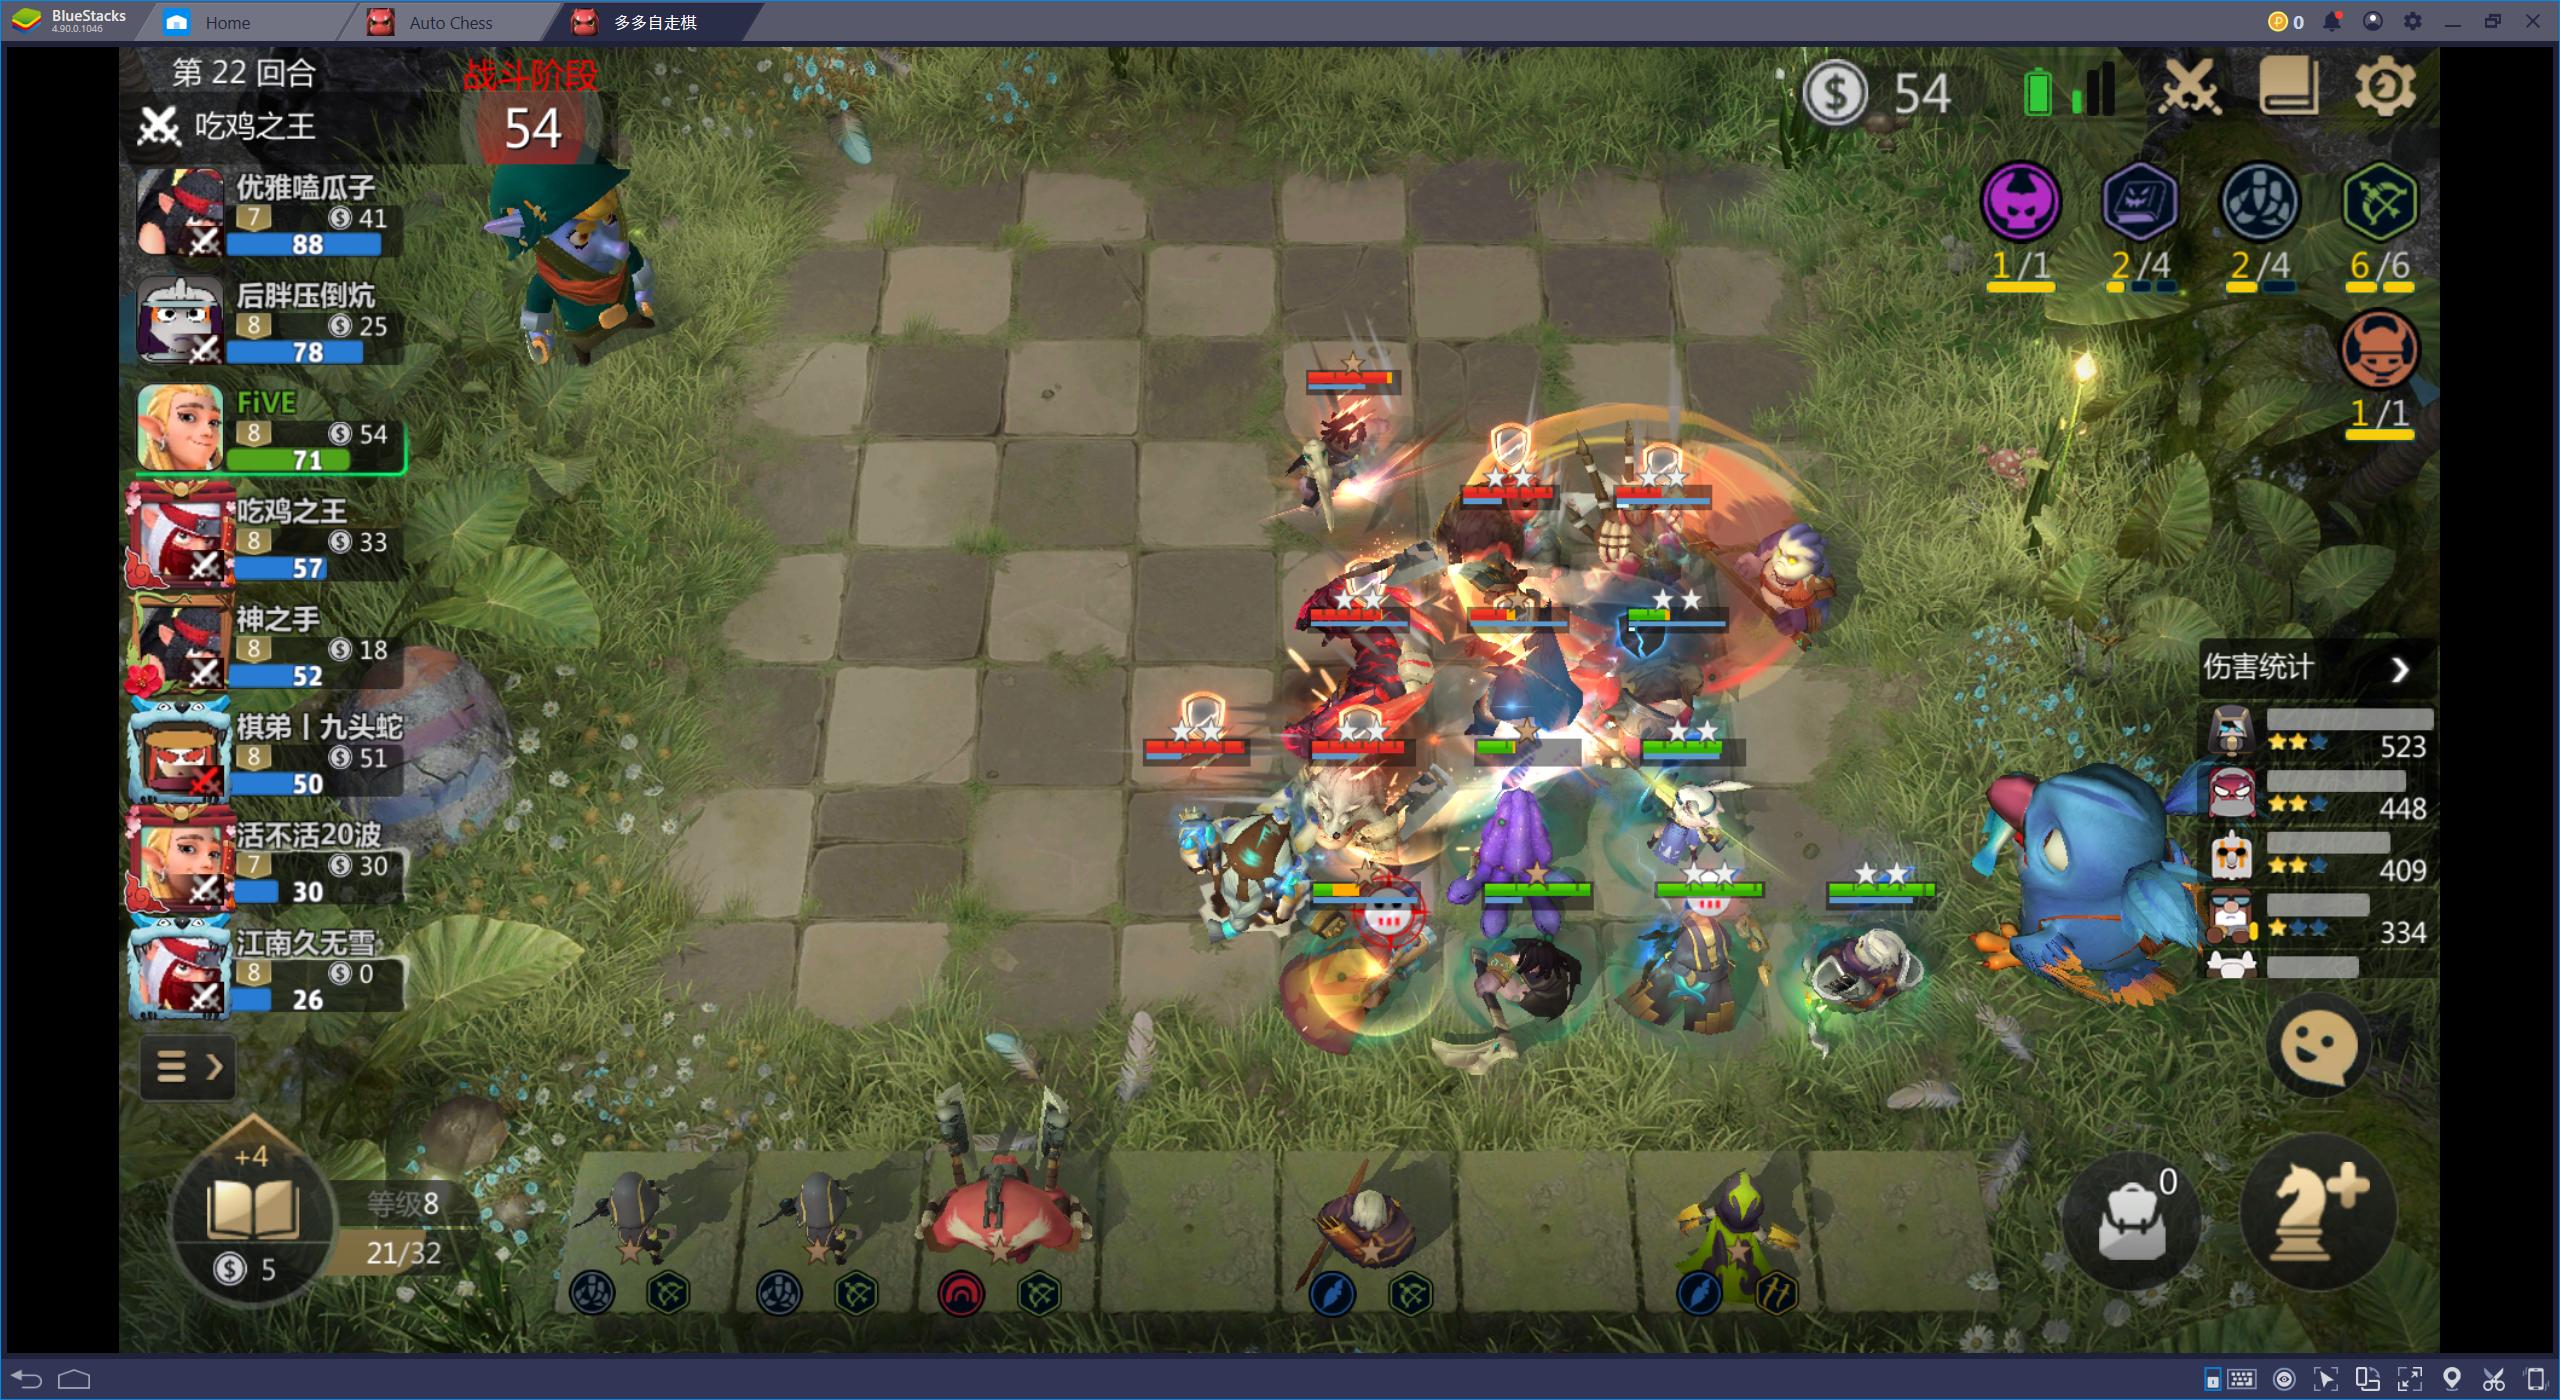 BlueStacks
4.90.0.1046
Home
Auto Chess
多多自走棋
0
第 22 回合
战斗阶段
吃鸡之王
54
54
优雅嗑瓜子
7 41
88
后胖压倒炕
8 25
78
FiVE
8 54
71
吃鸡之王
8 33
57
神之手
8 18
52
棋弟丨九头蛇
8 51
50
活不活20波
7 30
30
江南久无雪
8 0
26
1/1 2/4 2/4 6/6
1/1
伤害统计
523
448
409
334
+4
等级8
21/32
5
0